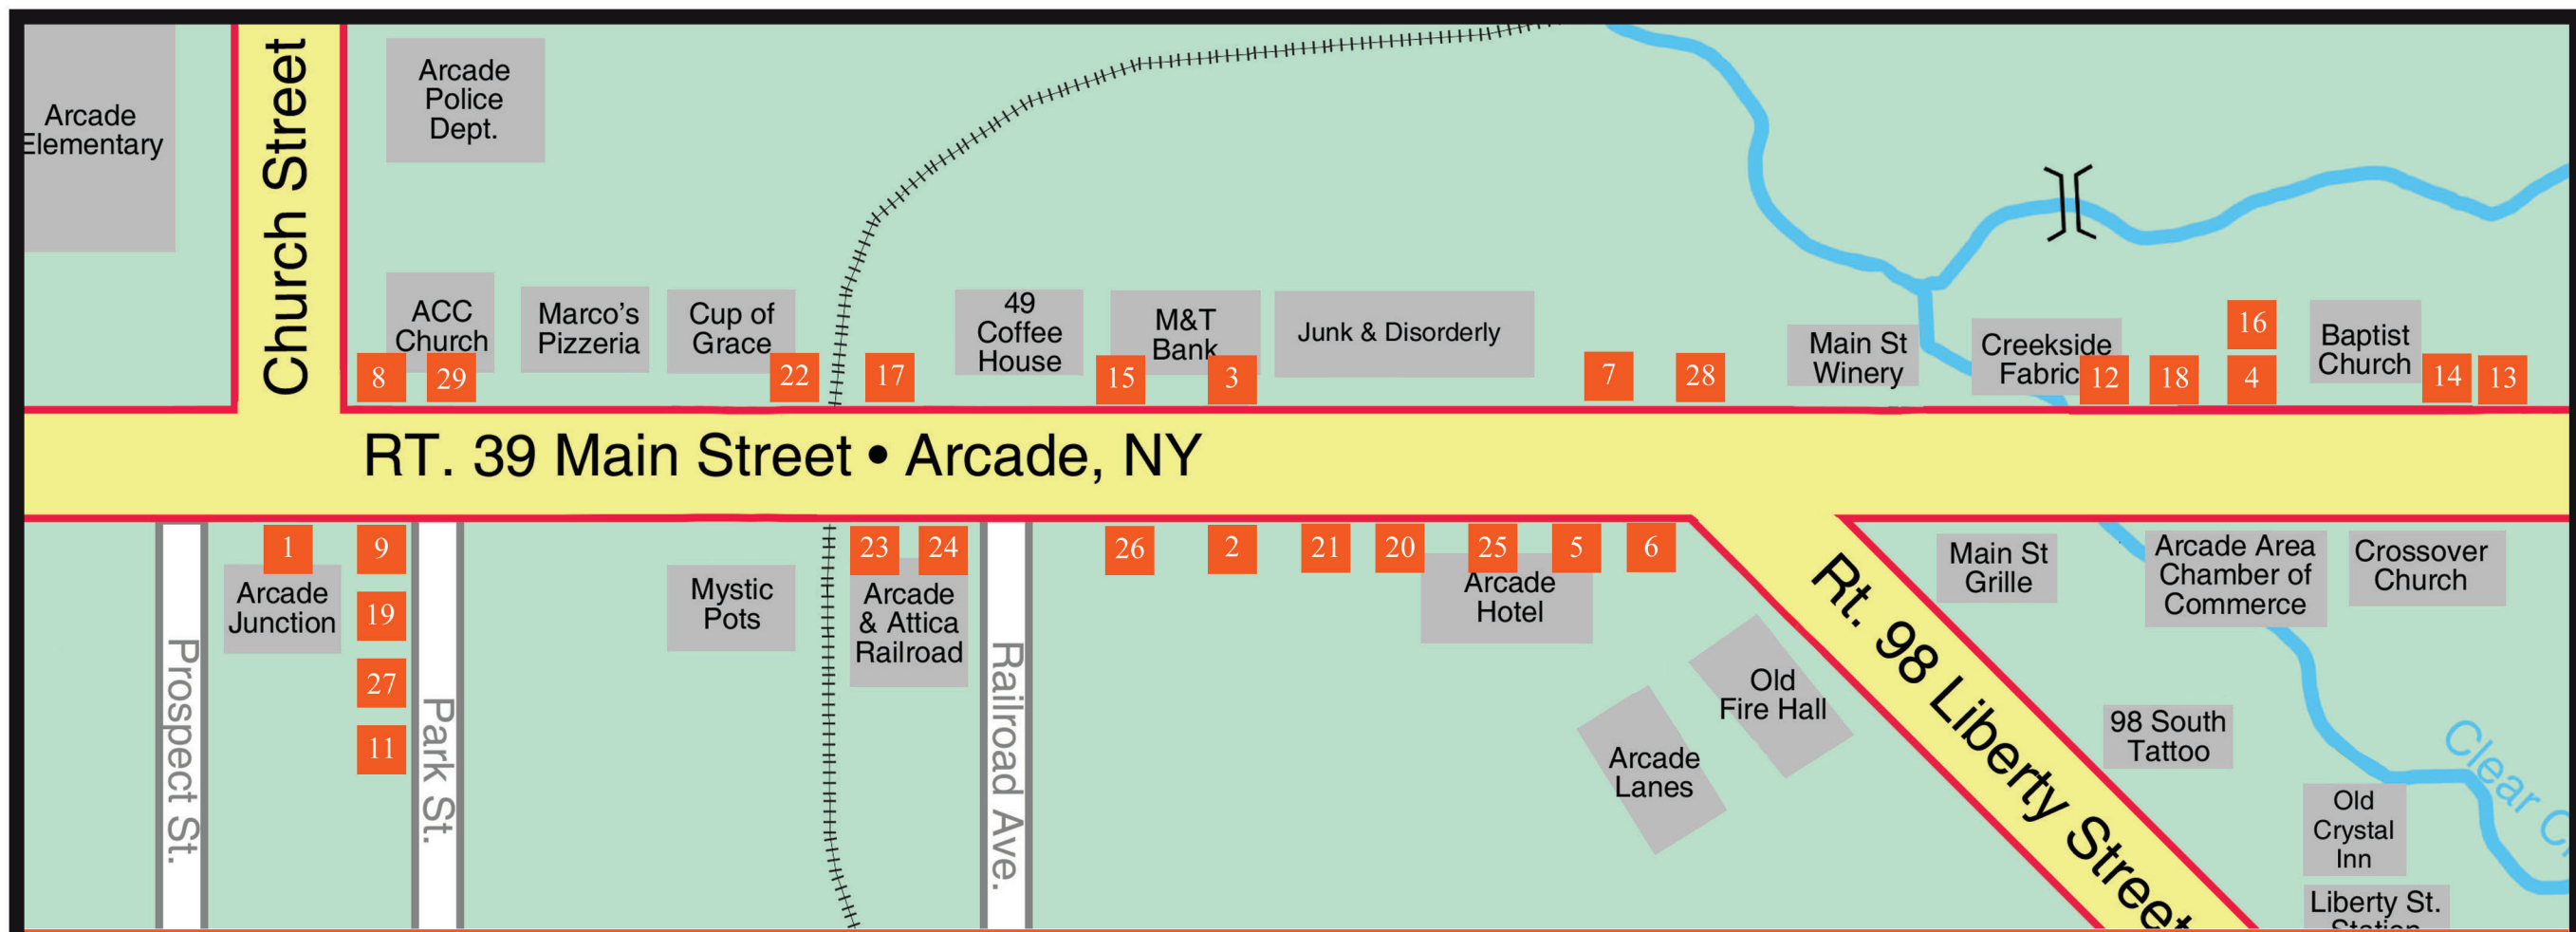 Arcade
Elementary
Church Street
Arcade
Police
Dept.
ACC
Church
Marco's
Pizzeria
Cup of
Grace
49
Coffee
House
M&T
Bank
Junk & Disorderly
Main St
Winery
Creekside
Fabric
Baptist
Church
16
8
29
22
17
15
3
7
28
12
18
4
14
13
RT. 39 Main Street • Arcade, NY
1
9
23
24
26
2
21
20
25
5
6
19
27
11
Arcade
Junction
Prospect St.
Park St.
Mystic
Pots
Arcade
& Attica
Railroad
Railroad Ave.
Arcade
Hotel
Old
Fire Hall
Arcade
Lanes
Rt. 98 Liberty Street
Main St
Grille
Arcade Area
Chamber of
Commerce
Crossover
Church
98 South
Tattoo
Clear
Old
Crystal
Inn
Liberty St.
Station